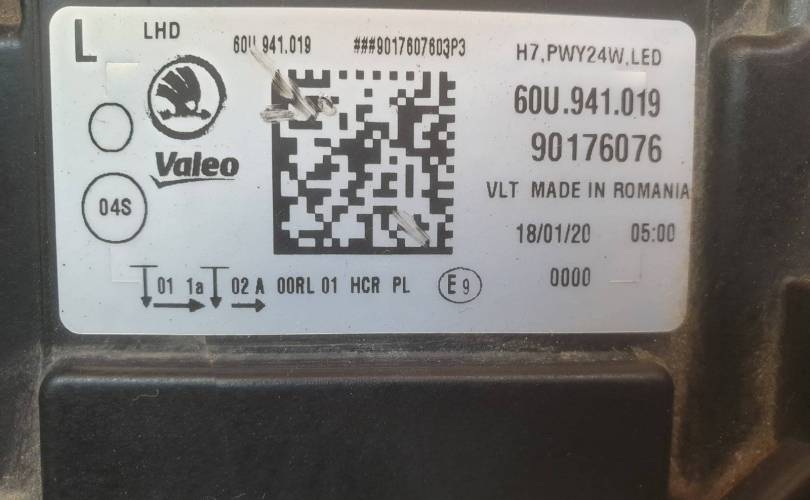 L
LHD
60U.941.019 ###9017607603P3
H7,PWY24W,LED
60U.941.019
90176076
Valeo
VLT MADE IN ROMANIA
04S
18/01/20 05:00
0000
01 1a 02 A 00RL 01 HCR PL E9